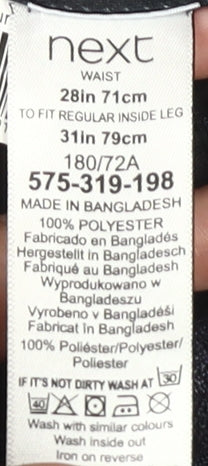 next
WAIST
28in 71cm
TO FIT REGULAR INSIDE LEG
31in 79cm
180/72A
575-319-198
MADE IN BANGLADESH
100% POLYESTER
Fabricado en Bangladés
Hergestellt in Bangladesch
Fabriqué au Bangladesh
Wyprodukowano w
Bangladeszu
Vyrobeno v Bangladéši
Fabricat în Bangladesh
100% Poliéster/Polyester/
Poliester
IF IT'S NOT DIRTY WASH AT 30
40
Wash with similar colours
Wash inside out
Iron on reverse